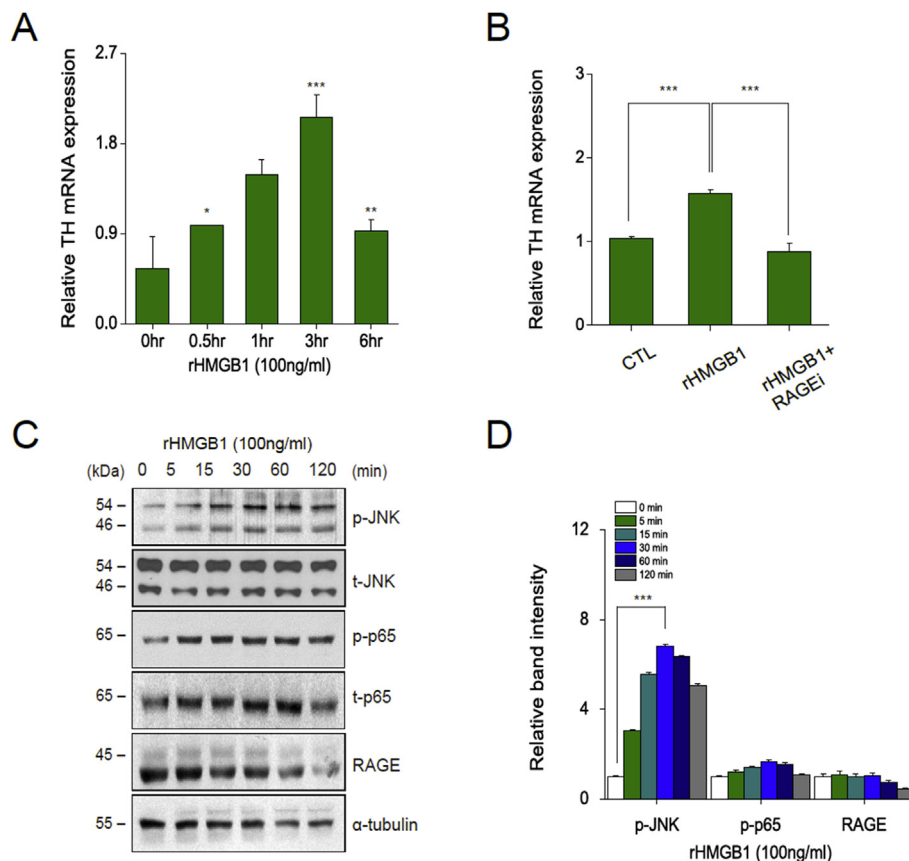 A
Relative TH mRNA expression
2.7
1.8
0.9
0.0
*
***
**
0hr 0.5hr 1hr 3hr 6hr
rHMGB1 (100ng/ml)
B
Relative TH mRNA expression
3
2
1
0
*** ***
CTL
rHMGB1
rHMGB1+
RAGEi
C
rHMGB1 (100ng/ml)
(kDa) 0 5 15 30 60 120 (min)
54
46
p-JNK
54
46
t-JNK
65
p-p65
65
t-p65
45
RAGE
55
α-tubulin
D
0 min
5 min
15 min
30 min
60 min
120 min
Relative band intensity
12
8
4
0
***
p-JNK p-p65 RAGE
rHMGB1 (100ng/ml)